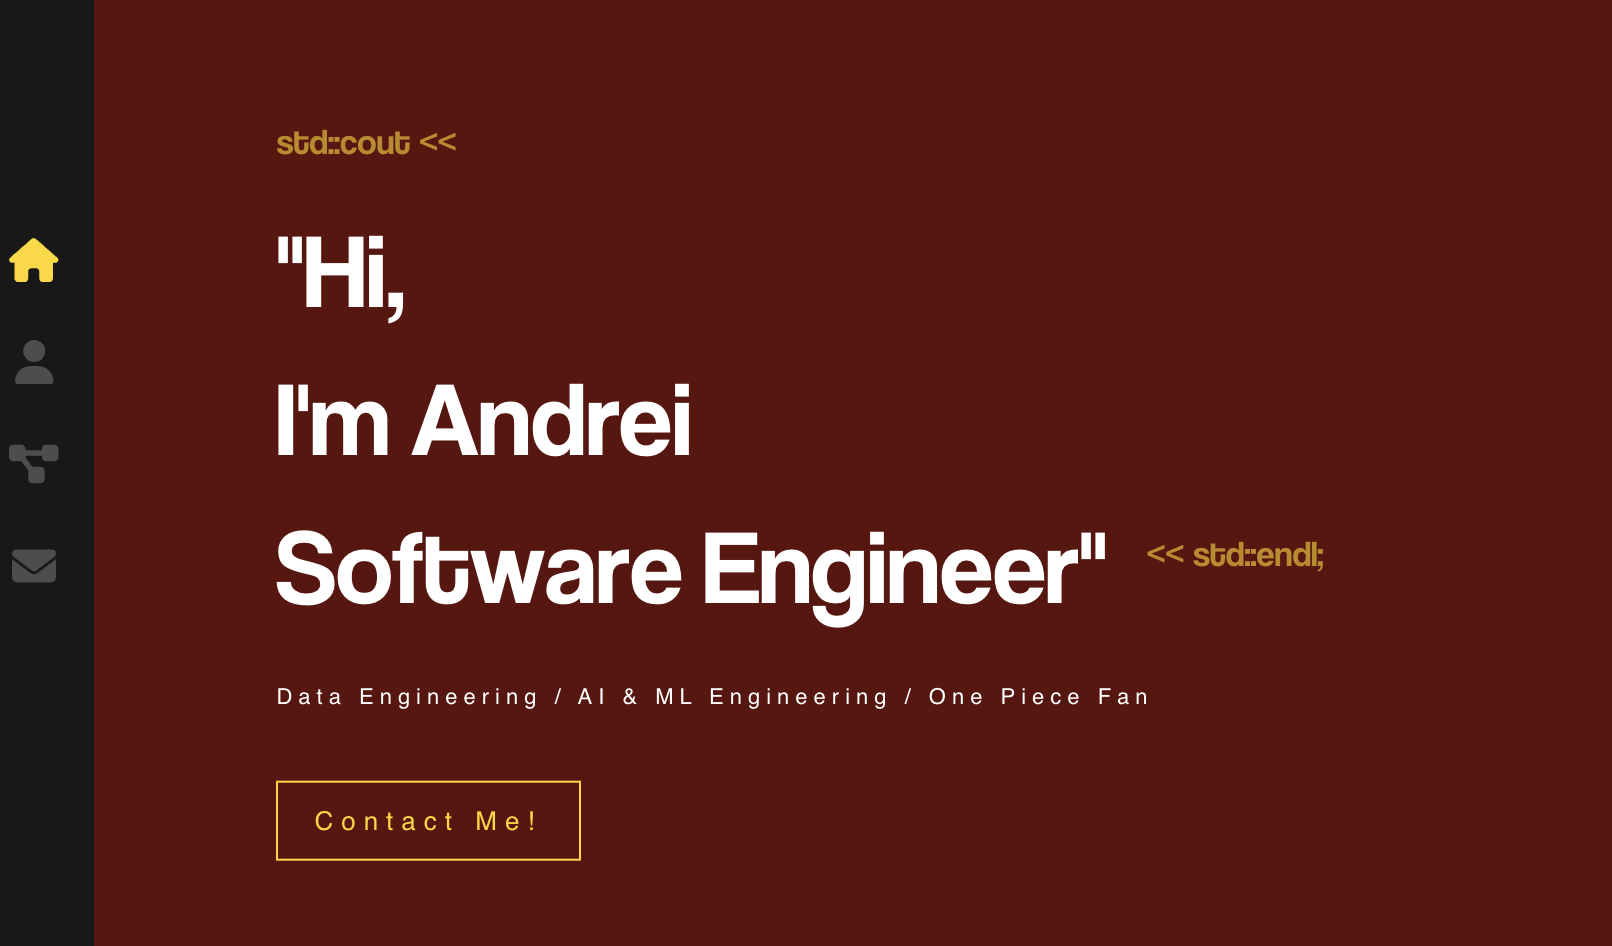 std::cout <<
"Hi,
I'm Andrei
Software Engineer" << std::endl;
Data Engineering / AI & ML Engineering / One Piece Fan
Contact Me!